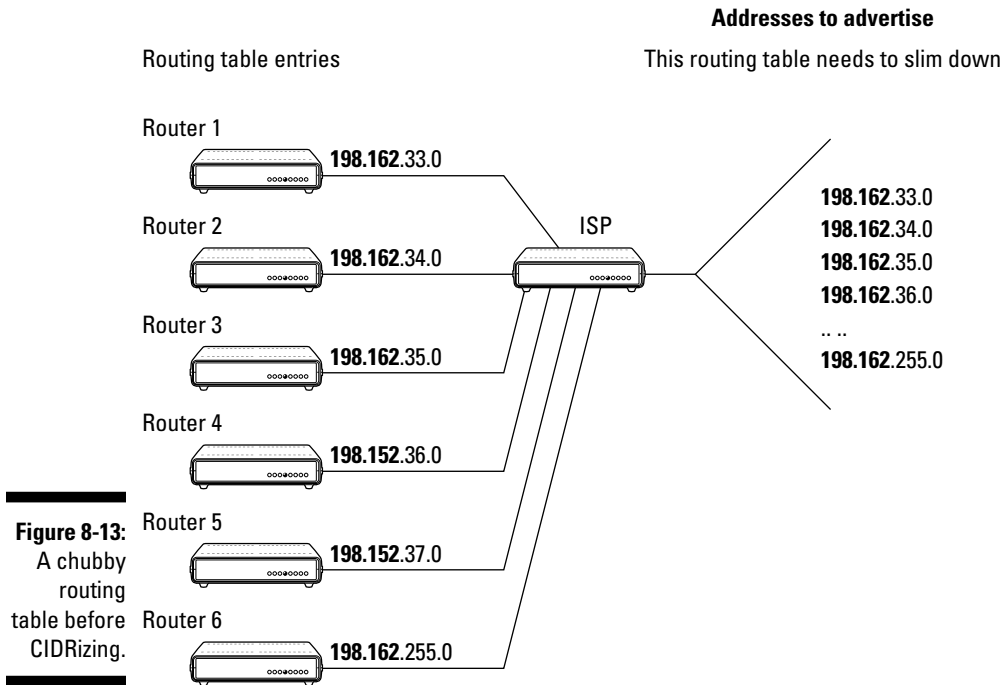 Addresses to advertise
Routing table entries
This routing table needs to slim down
Router 1
198.162.33.0
Router 2
198.162.34.0
Router 3
198.162.35.0
Router 4
198.152.36.0
Router 5
198.152.37.0
Router 6
198.162.255.0
ISP
198.162.33.0
198.162.34.0
198.162.35.0
198.162.36.0
.. ..
198.162.255.0
Figure 8-13:
A chubby
routing
table before
CIDRizing.